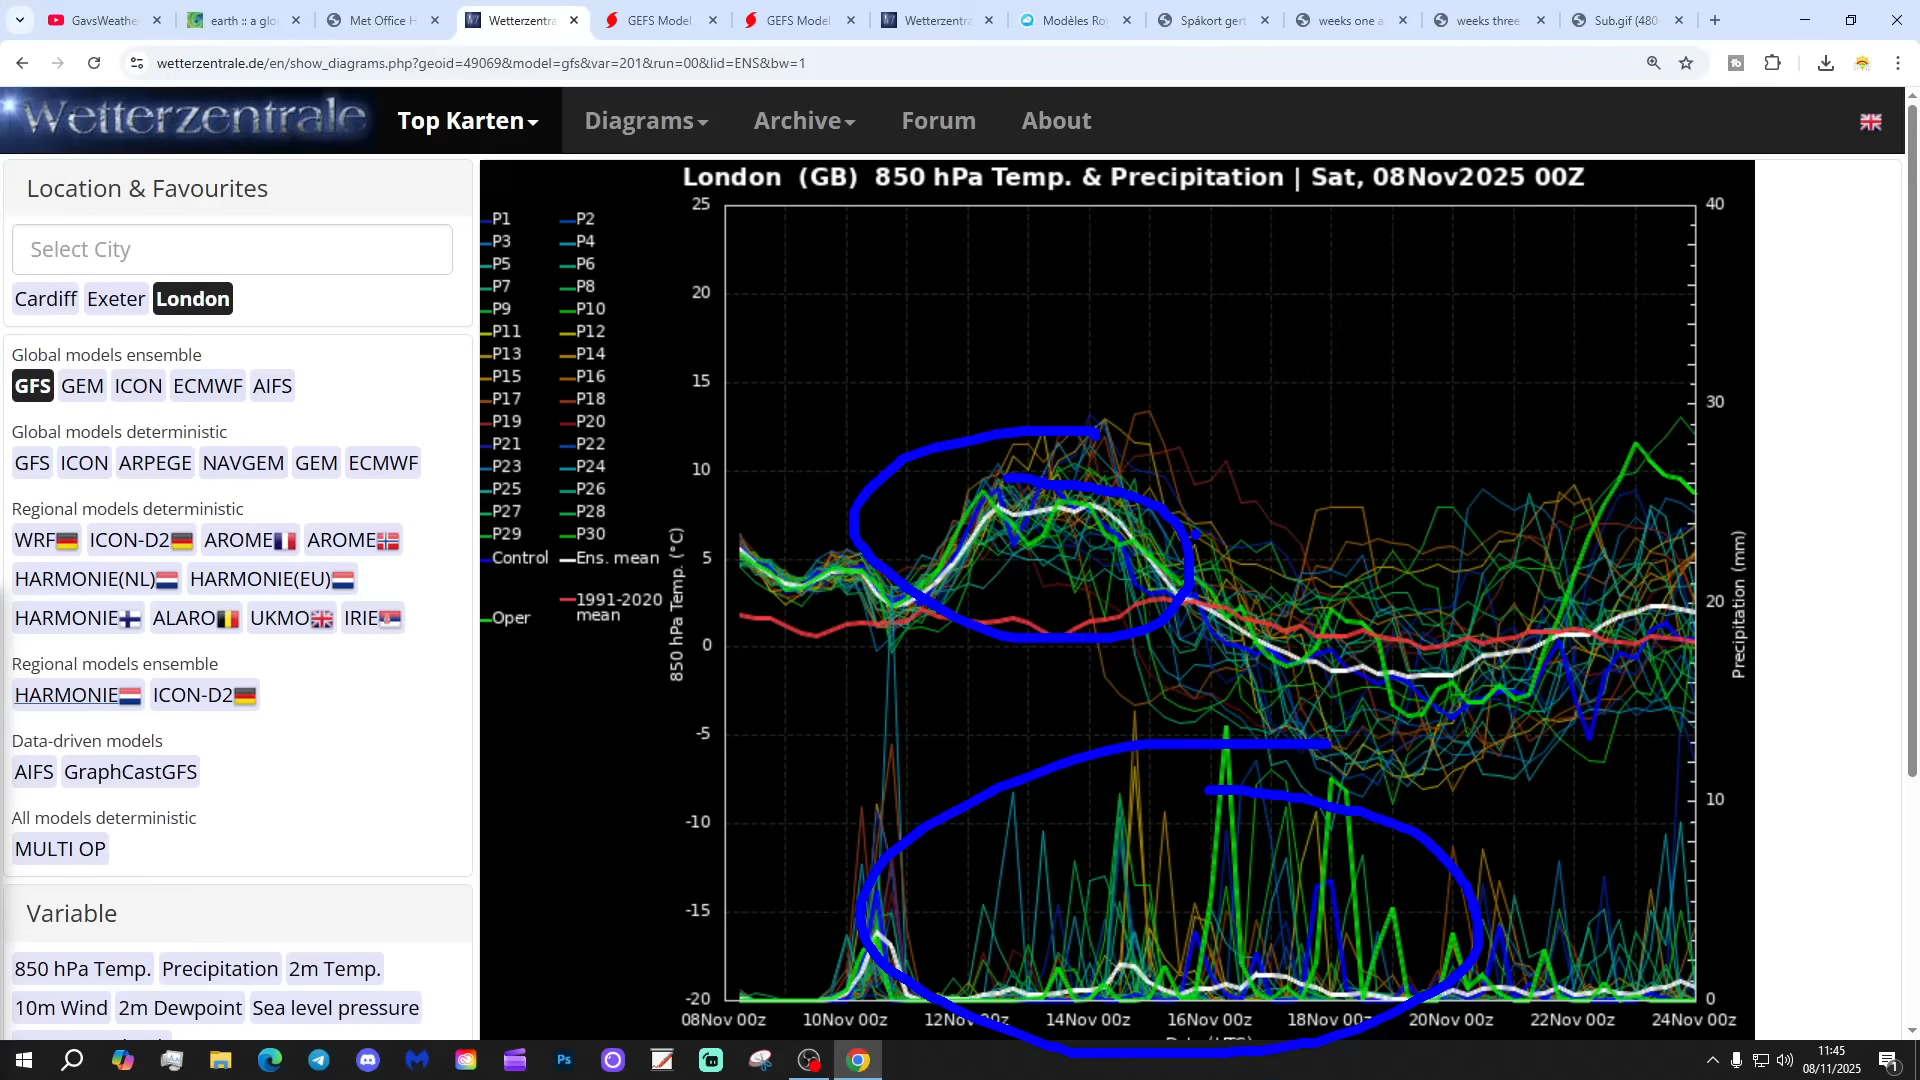 GavsWeathe
earth :: a glo
Met Office H
Wetterzentra
GEFS Model
GEFS Model
Wetterzentra
Modèles Roy
Spákort gert
weeks one a
weeks three
Sub.gif (480
wetterzentrale.de/en/show_diagrams.php?geoid=49069&model=gfs&var=201&run=00&lid=ENS&bw=1
Wetterzentrale
Top Karten
Diagrams
Archive
Forum
About
Location & Favourites
Select City
Cardiff Exeter London
Global models ensemble
GFS GEM ICON ECMWF AIFS
Global models deterministic
GFS ICON ARPEGE NAVGEM GEM ECMWF
Regional models deterministic
WRF ICON-D2 AROME AROME
HARMONIE(NL) HARMONIE(EU)
HARMONIE ALARO UKMO IRIE
Regional models ensemble
HARMONIE ICON-D2
Data-driven models
AIFS GraphCastGFS
All models deterministic
MULTI OP
Variable
850 hPa Temp. Precipitation 2m Temp.
10m Wind 2m Dewpoint Sea level pressure
London (GB) 850 hPa Temp. & Precipitation | Sat, 08Nov2025 00Z
P1 P2
P3 P4
P5 P6
P7 P8
P9 P10
P11 P12
P13 P14
P15 P16
P17 P18
P19 P20
P21 P22
P23 P24
P25 P26
P27 P28
P29 P30
Control Ens. mean
1991-2020
mean
Oper
850 hPa Temp. (°C)
25
20
15
10
5
0
-5
-10
-15
-20
40
30
20
10
0
Precipitation (mm)
08Nov 00z 10Nov 00z 12Nov 00z 14Nov 00z 16Nov 00z 18Nov 00z 20Nov 00z 22Nov 00z 24Nov 00z
Ps
11:45
08/11/2025
1